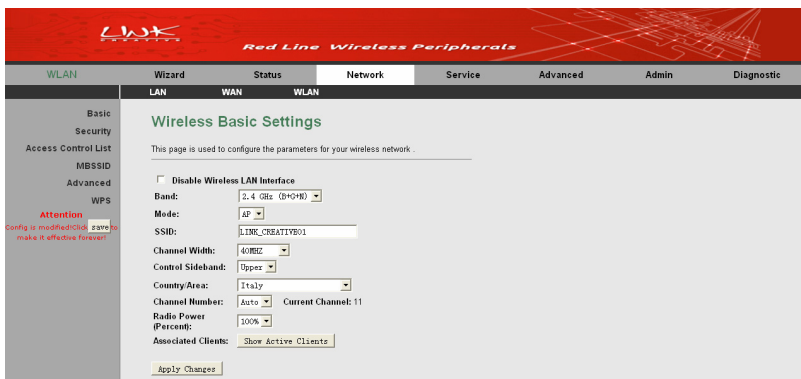 LINK
CREATIVE
Red Line Wireless Peripherals
WLAN
Wizard Status Network Service Advanced Admin Diagnostic
LAN WAN WLAN
Basic
Security
Access Control List
MBSSID
Advanced
WPS
Attention
Config is modified!Click save to
make it effective forever!
Wireless Basic Settings
This page is used to configure the parameters for your wireless network .
Disable Wireless LAN Interface
Band: 2.4 GHz (B+G+N)
Mode: AP
SSID: LINK_CREATIVE01
Channel Width: 40MHZ
Control Sideband: Upper
Country/Area: Italy
Channel Number: Auto Current Channel: 11
Radio Power
(Percent): 100%
Associated Clients: Show Active Clients
Apply Changes